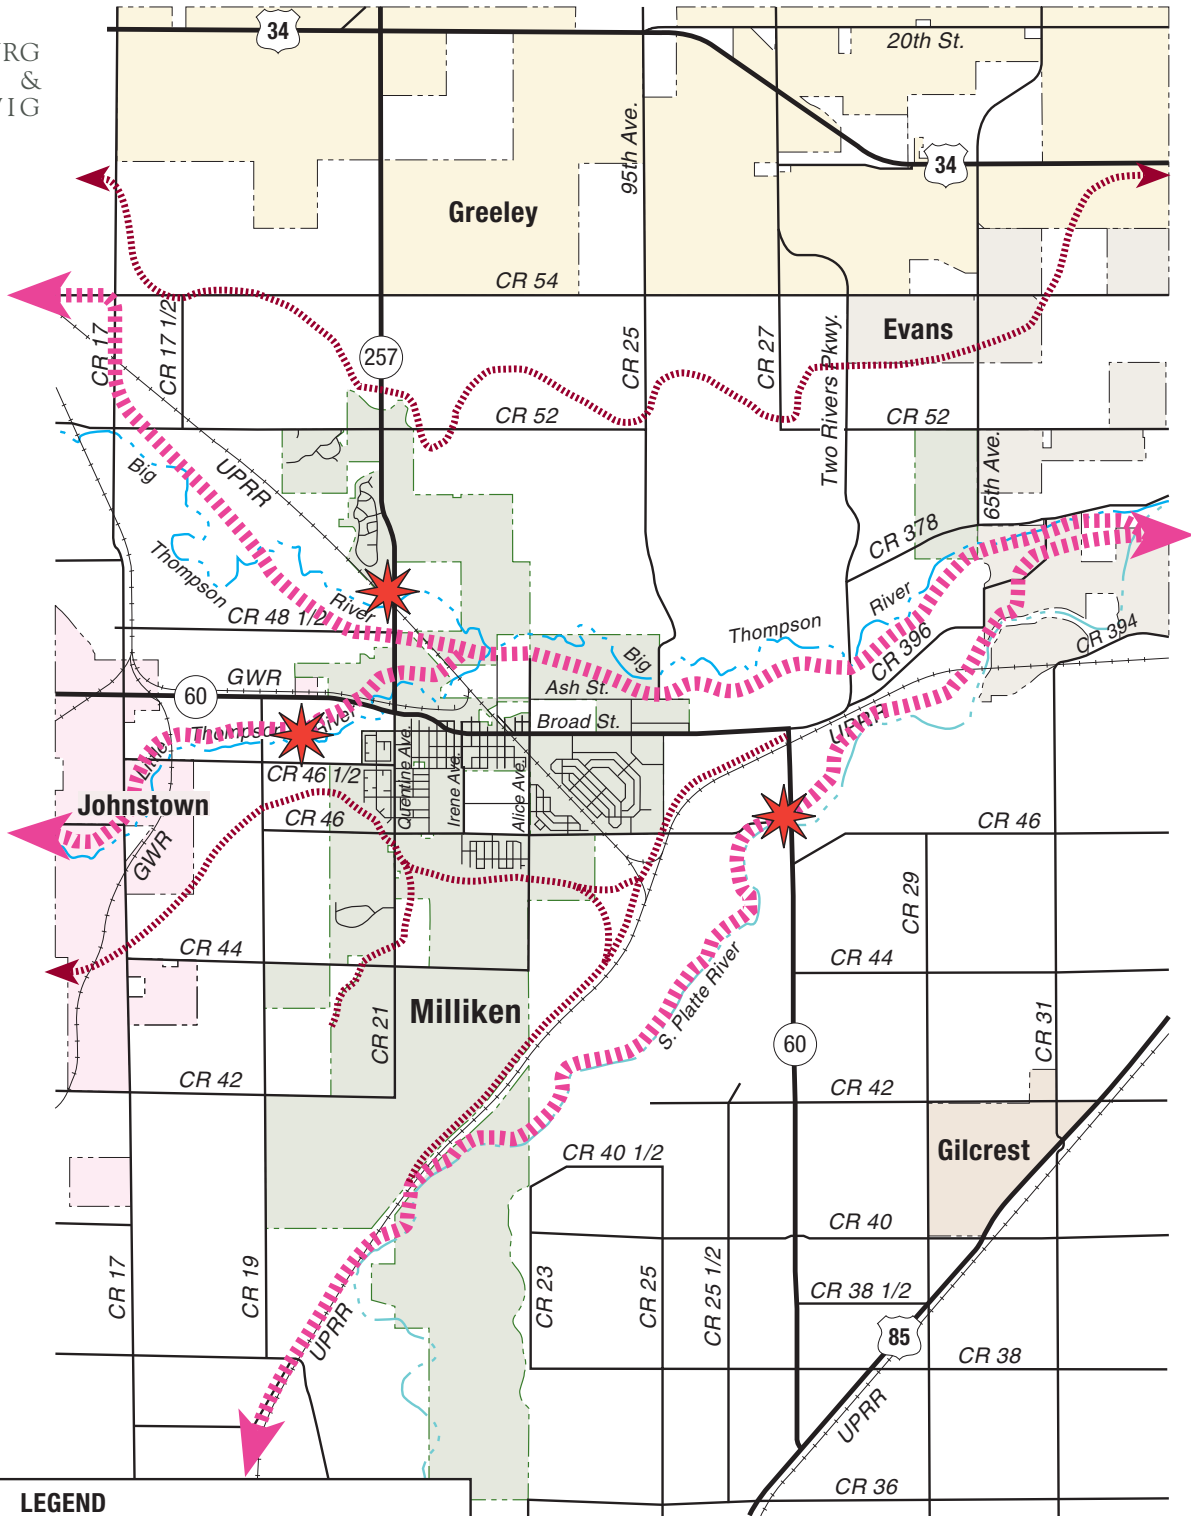 34
20th St.
RG
&
IG
95th Ave.
34
Greeley
CR 54
CR 17
CR 17 1/2
257
CR 25
CR 27
Two Rivers Pkwy.
Evans
CR 52
CR 52
65th Ave.
Big
UPRR
Thompson
River
CR 378
River
CR 48 1/2
Thompson
Big
CR 396
CR 394
GWR
60
Ash St.
Broad St.
UPRR
Thompson
River
Little
CR 46 1/2
Quentine Ave.
Irene Ave.
Alice Ave.
Johnstown
CR 46
CR 46
GWR
CR 29
CR 44
CR 44
S. Platte River
Milliken
CR 21
60
CR 31
CR 42
CR 42
CR 40 1/2
Gilcrest
CR 40
CR 17
CR 19
CR 23
CR 25
CR 25 1/2
CR 38 1/2
UPRR
85
CR 38
UPRR
CR 36
LEGEND